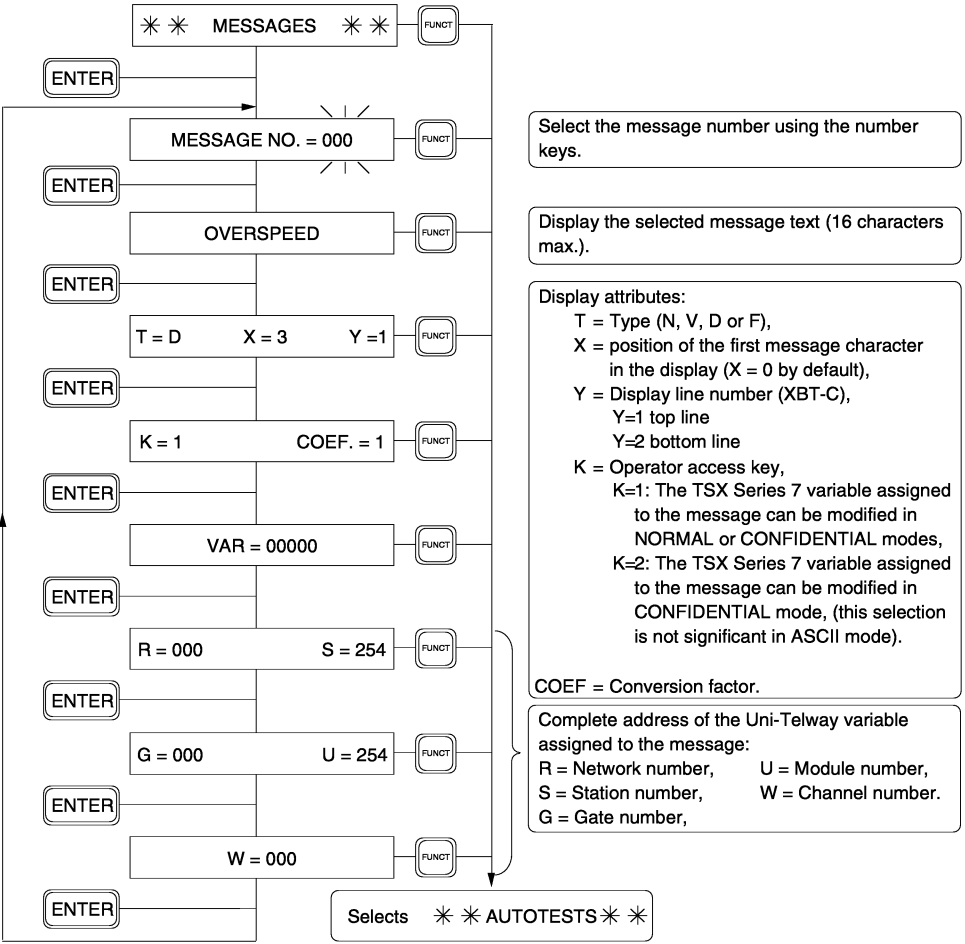 ✳ ✳ MESSAGES ✳ ✳
FUNCT
ENTER
MESSAGE NO. = 000
FUNCT
Select the message number using the number
keys.
ENTER
OVERSPEED
FUNCT
Display the selected message text (16 characters
max.).
ENTER
T = D X = 3 Y =1
FUNCT
ENTER
K = 1 COEF. = 1
FUNCT
ENTER
VAR = 00000
FUNCT
ENTER
Display attributes:
T = Type (N, V, D or F),
X = position of the first message character
in the display (X = 0 by default),
Y = Display line number (XBT-C),
Y=1 top line
Y=2 bottom line
K = Operator access key,
K=1: The TSX Series 7 variable assigned
to the message can be modified in
NORMAL or CONFIDENTIAL modes,
K=2: The TSX Series 7 variable assigned
to the message can be modified in
CONFIDENTIAL mode, (this selection
is not significant in ASCII mode).
COEF = Conversion factor.
R = 000 S = 254
FUNCT
ENTER
G = 000 U = 254
FUNCT
ENTER
W = 000
FUNCT
ENTER
Complete address of the Uni-Telway variable
assigned to the message:
R = Network number, U = Module number,
S = Station number, W = Channel number.
G = Gate number,
Selects ✳ ✳ AUTOTESTS ✳ ✳